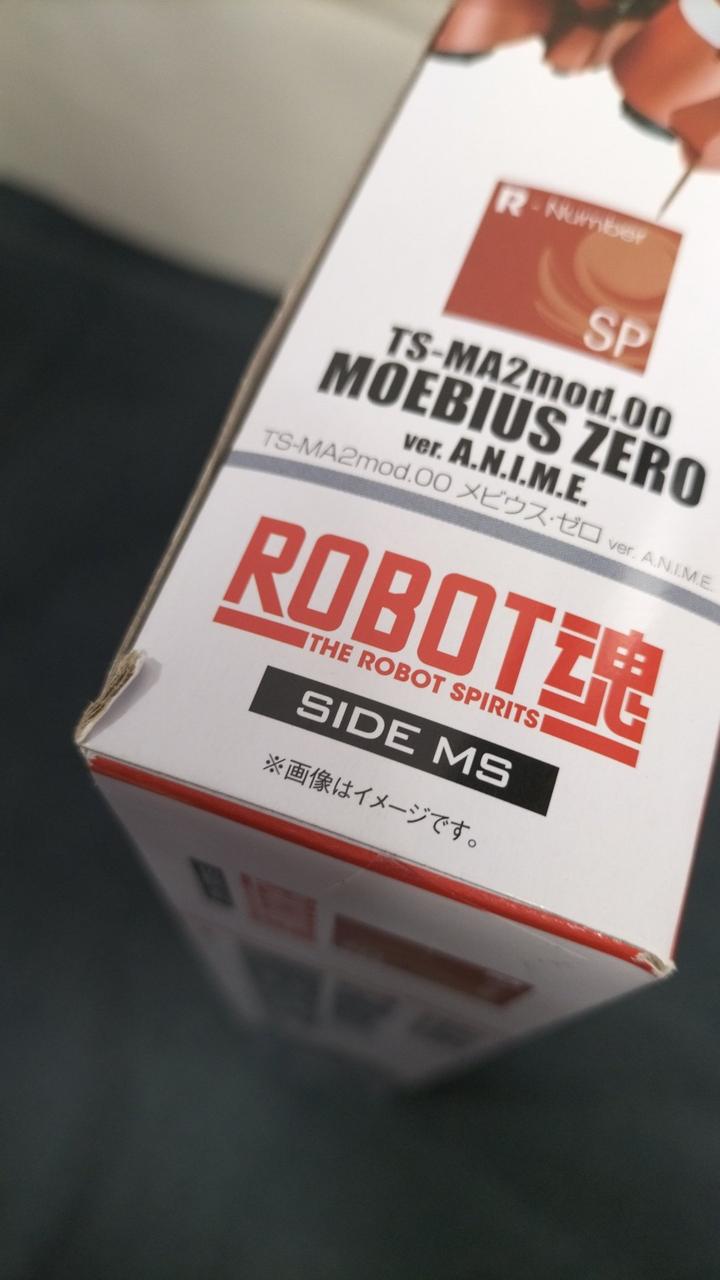 R-Number
SP
TS-MA2mod.00
MOEBIUS ZERO
ver. A.N.I.M.E.
TS-MA2mod.00 メビウス・ゼロ ver. A.N.I.M.E.
ROBOT魂
THE ROBOT SPIRITS
SIDE MS
※画像はイメージです。